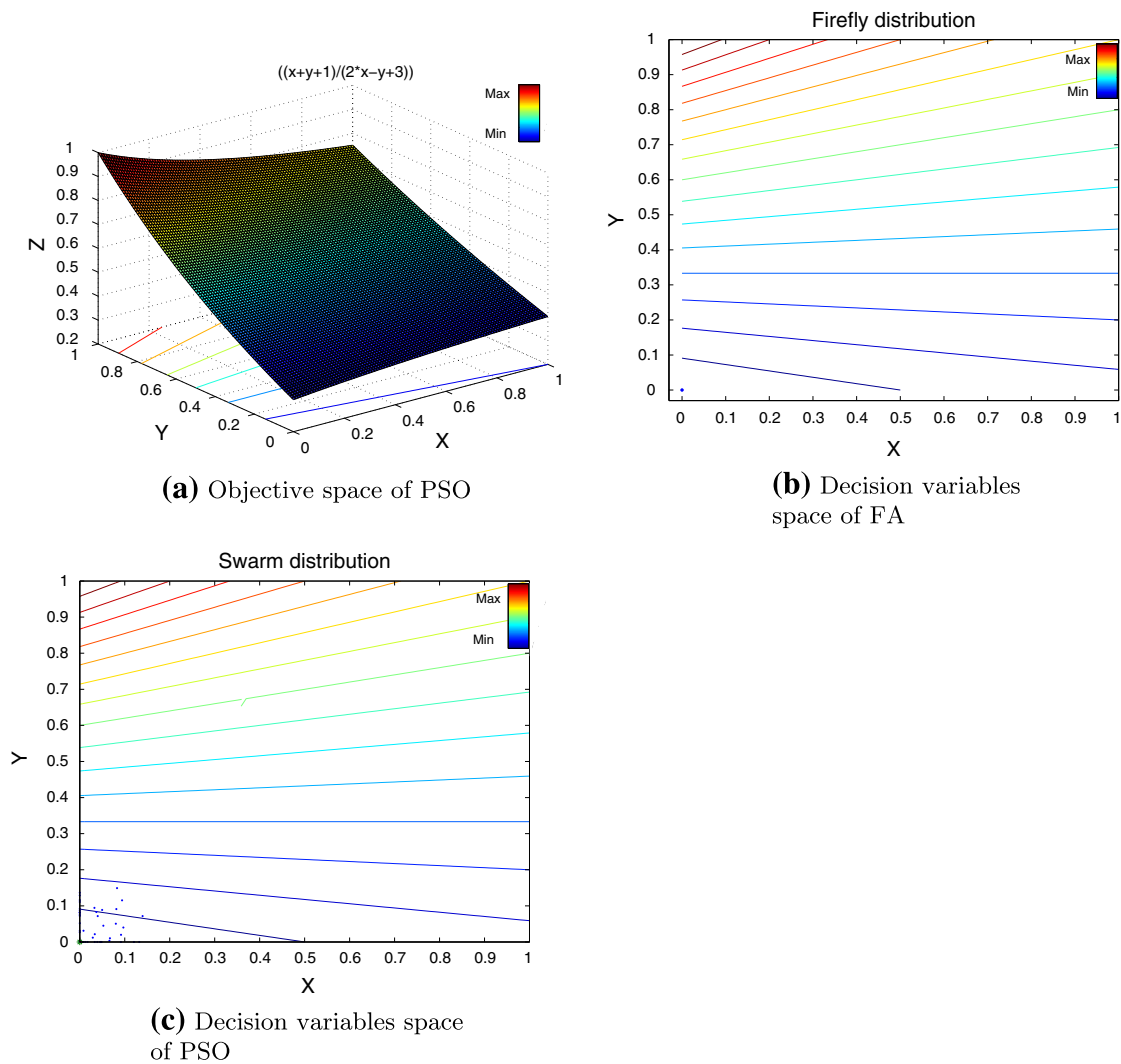 ((x+y+1)/(2*x−y+3))
Max
Min
1
0.9
0.8
0.7
0.6
0.5
0.4
0.3
0.2
Z
1
0.8
0.6
0.4
0.2
0
Y
0
0.2
0.4
0.6
0.8
1
X
(a) Objective space of PSO
Firefly distribution
Max
Min
1
0.9
0.8
0.7
0.6
0.5
0.4
0.3
0.2
0.1
0
Y
0 0.1 0.2 0.3 0.4 0.5 0.6 0.7 0.8 0.9 1
X
(b) Decision variables
space of FA
Swarm distribution
Max
Min
1
0.9
0.8
0.7
0.6
0.5
0.4
0.3
0.2
0.1
0
Y
0 0.1 0.2 0.3 0.4 0.5 0.6 0.7 0.8 0.9 1
X
(c) Decision variables space
of PSO